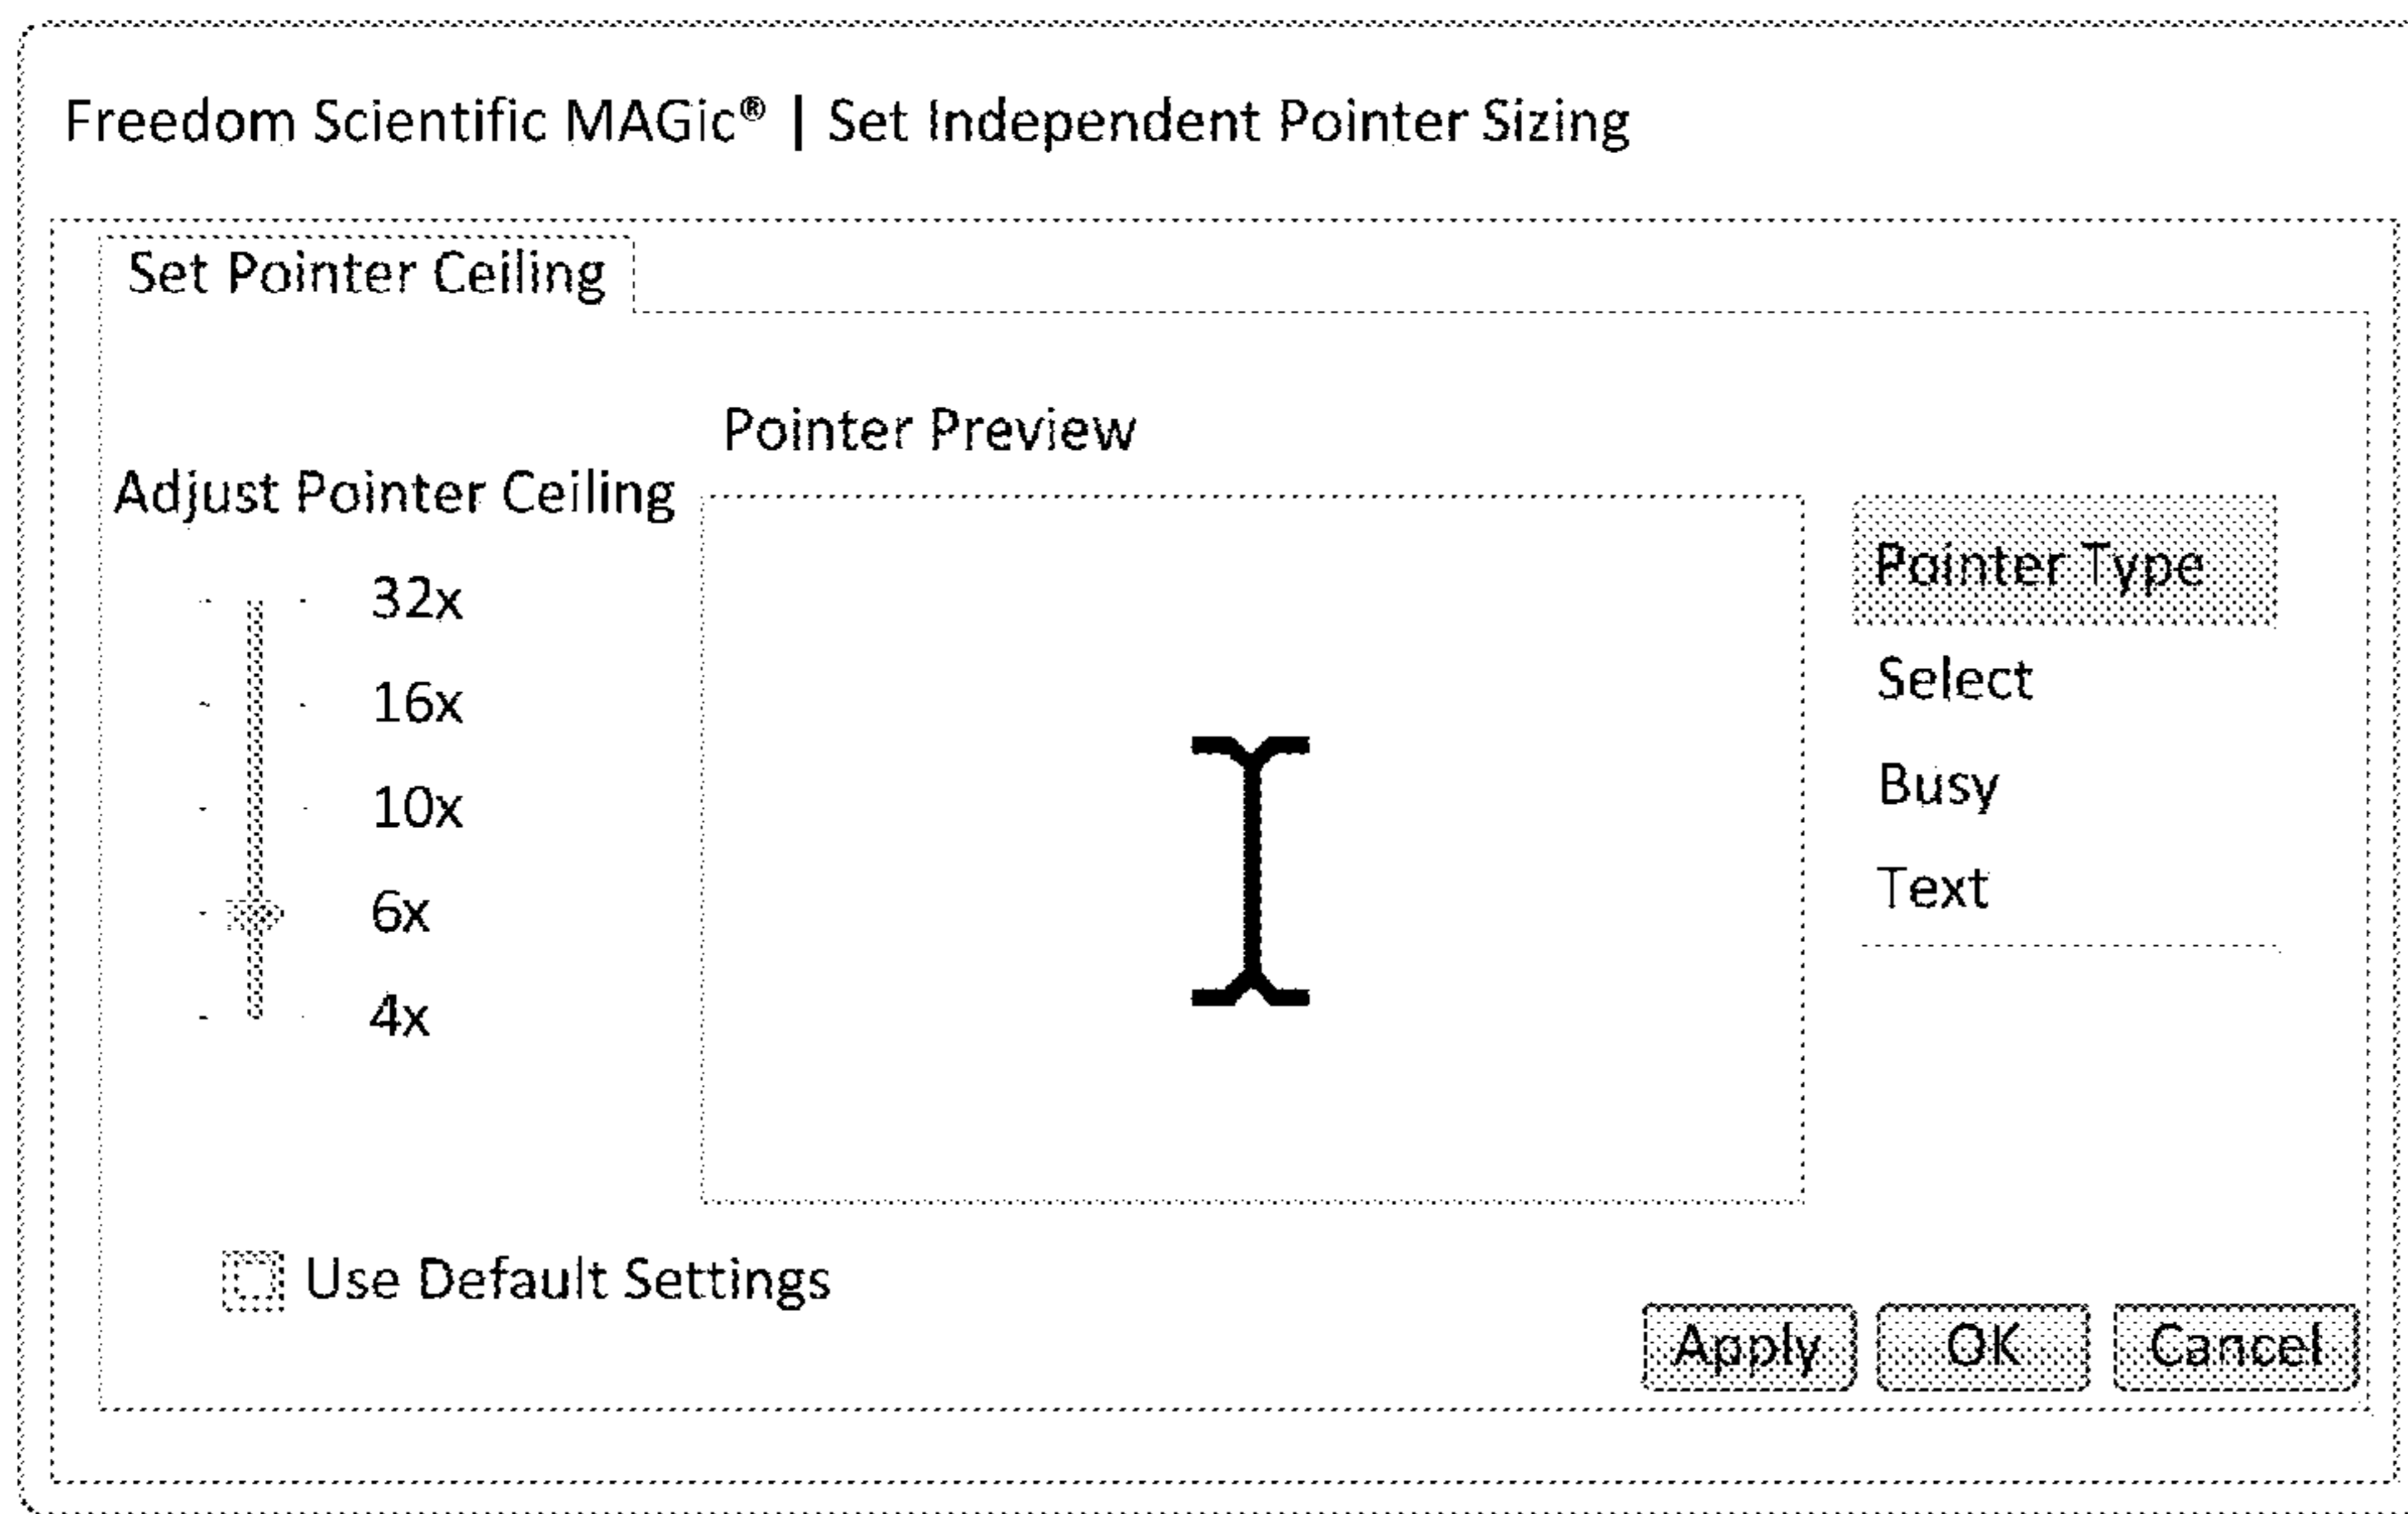 Freedom Scientific MAGic® | Set Independent Pointer Sizing
Set Pointer Ceiling
Adjust Pointer Ceiling
32x
16x
10x
6x
4x
Pointer Preview
Pointer Type
Select
Busy
Text
Use Default Settings
Apply
OK
Cancel